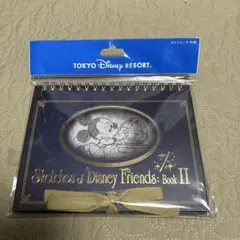 TOKYO Disney RESORT®
Sketches of Disney Friends: Book II